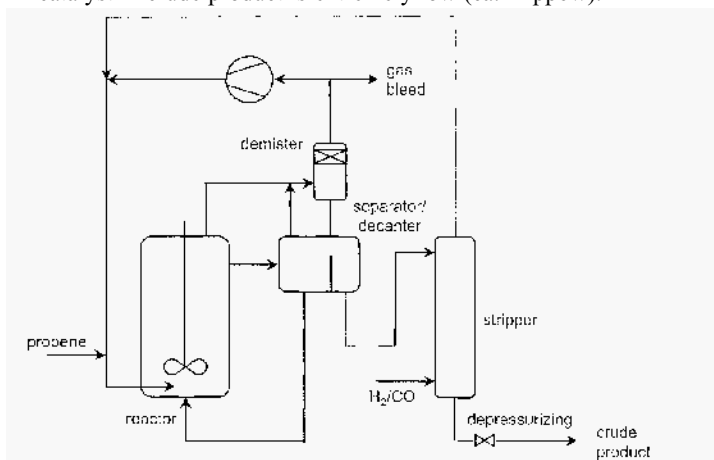 gas
bleed
demister
separator/
decanter
stripper
propene
H₂/CO
reactor
depressurizing
crude
product